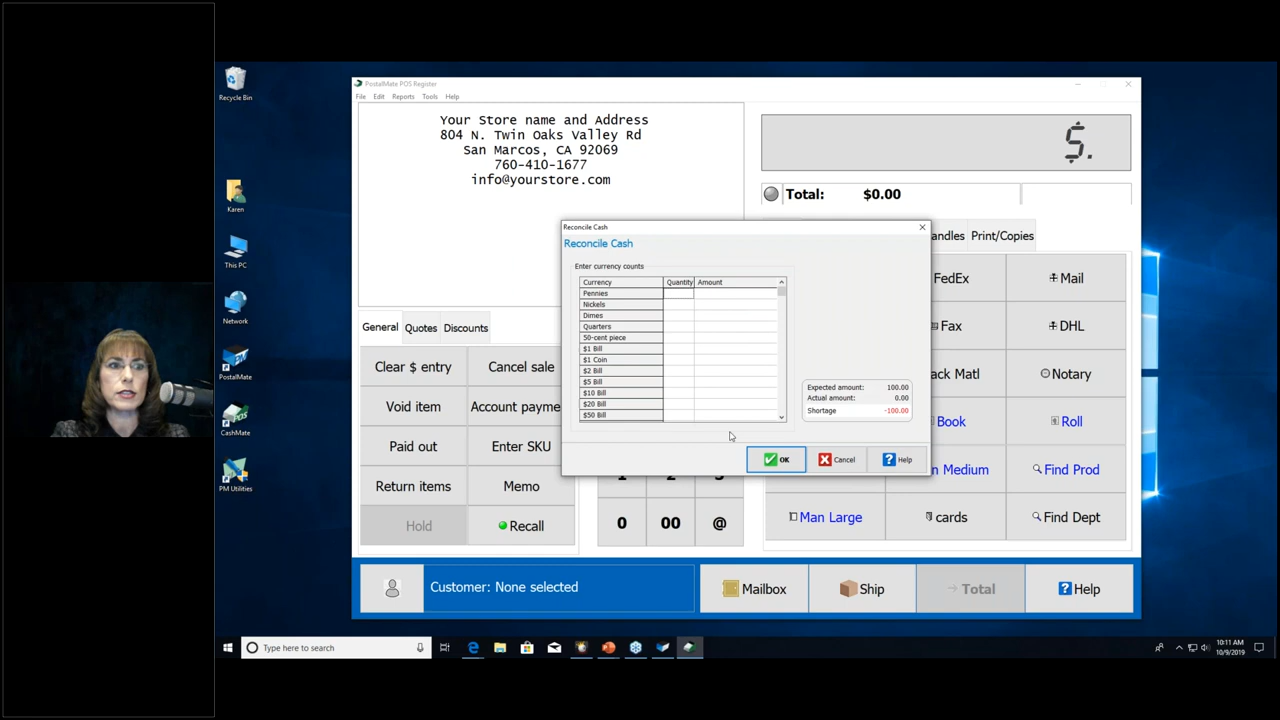 Recycle Bin
Karen
This PC
Network
PostalMate
CashMate
PM Utilities
PostalMate POS Register
File Edit Reports Tools Help
Your Store name and Address
804 N. Twin Oaks Valley Rd
San Marcos, CA 92069
760-410-1677
info@yourstore.com
$.
Total: $0.00
General Quotes Discounts
Clear $ entry Cancel sale
Void item Account payme
Paid out Enter SKU
Return items Memo
Hold Recall
Reconcile Cash
Reconcile Cash
Enter currency counts
Currency Quantity Amount
Pennies
Nickels
Dimes
Quarters
50-cent piece
$1 Bill
$1 Coin
$2 Bill
$5 Bill
$10 Bill
$20 Bill
$50 Bill
Expected amount: 100.00
Actual amount: 0.00
Shortage -100.00
OK Cancel Help
0 00 @
andles Print/Copies
FedEx Mail
Fax DHL
ack Matl Notary
Book Roll
n Medium Find Prod
Man Large cards Find Dept
Customer: None selected
Mailbox Ship Total Help
Type here to search
10:11 AM
10/9/2019